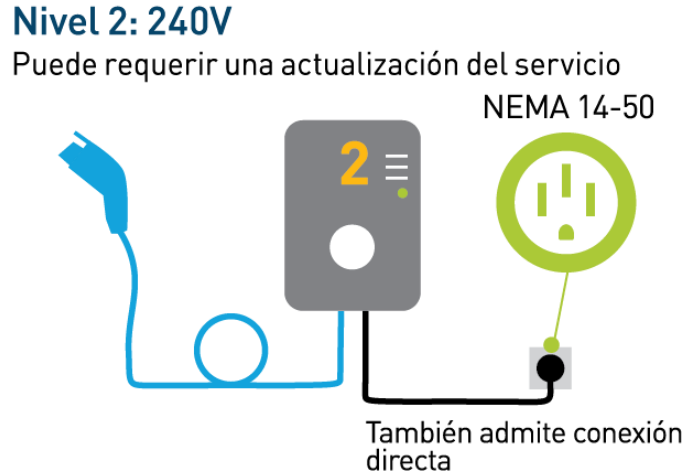 Nivel 2: 240V
Puede requerir una actualización del servicio
NEMA 14-50
2
También admite conexión
directa